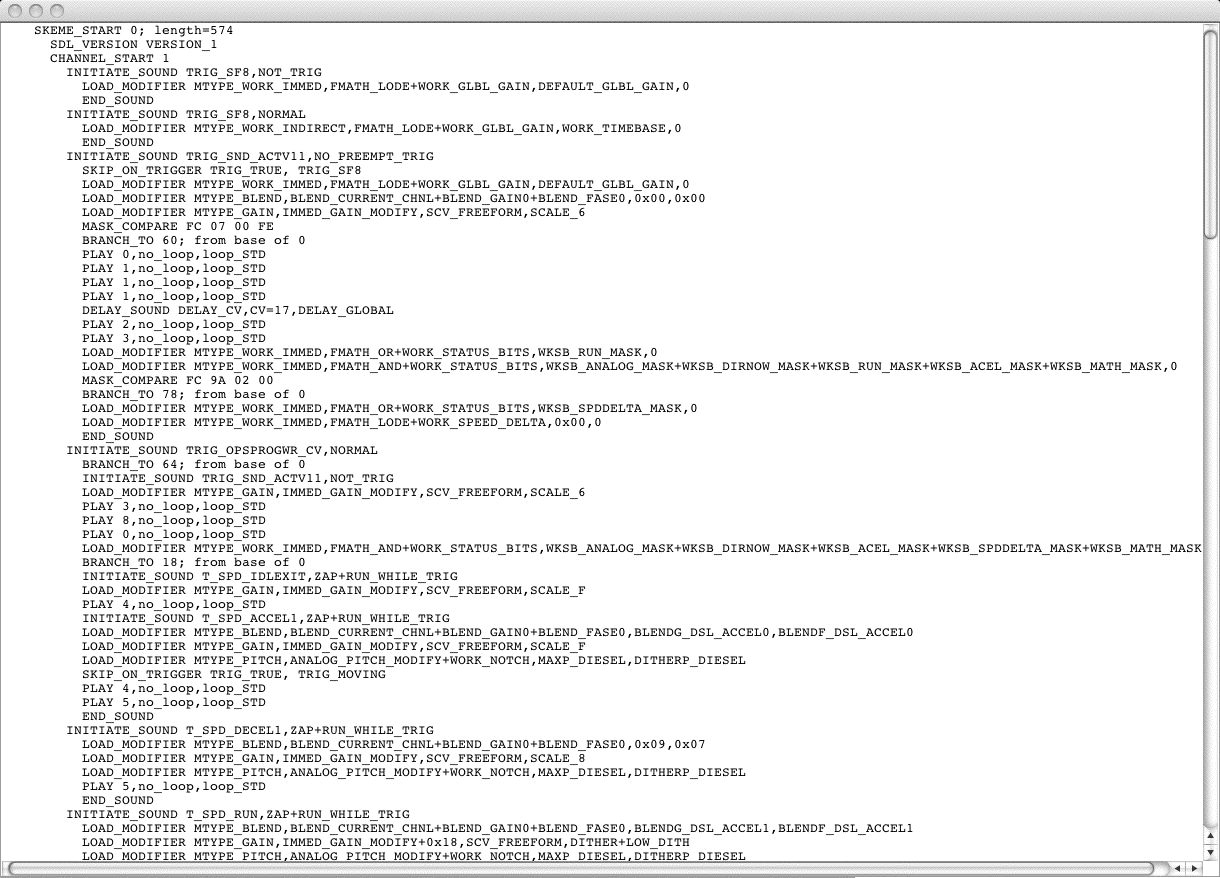 SKEME_START 0; length=574
SDL_VERSION VERSION_1
CHANNEL_START 1
INITIATE_SOUND TRIG_SF8,NOT_TRIG
LOAD_MODIFIER MTYPE_WORK_IMMED,FMATH_LODE+WORK_GLBL_GAIN,DEFAULT_GLBL_GAIN,0
END_SOUND
INITIATE_SOUND TRIG_SF8,NORMAL
LOAD_MODIFIER MTYPE_WORK_INDIRECT,FMATH_LODE+WORK_GLBL_GAIN,WORK_TIMEBASE,0
END_SOUND
INITIATE_SOUND TRIG_SND_ACTV11,NO_PREEMPT_TRIG
SKIP_ON_TRIGGER TRIG_TRUE, TRIG_SF8
LOAD_MODIFIER MTYPE_WORK_IMMED,FMATH_LODE+WORK_GLBL_GAIN,DEFAULT_GLBL_GAIN,0
LOAD_MODIFIER MTYPE_BLEND,BLEND_CURRENT_CHNL+BLEND_GAIN0+BLEND_FASE0,0x00,0x00
LOAD_MODIFIER MTYPE_GAIN,IMMED_GAIN_MODIFY,SCV_FREEFORM,SCALE_6
MASK_COMPARE FC 07 00 FE
BRANCH_TO 60; from base of 0
PLAY 0,no_loop,loop_STD
PLAY 1,no_loop,loop_STD
PLAY 1,no_loop,loop_STD
PLAY 1,no_loop,loop_STD
DELAY_SOUND DELAY_CV,CV=17,DELAY_GLOBAL
PLAY 2,no_loop,loop_STD
PLAY 3,no_loop,loop_STD
LOAD_MODIFIER MTYPE_WORK_IMMED,FMATH_OR+WORK_STATUS_BITS,WKSB_RUN_MASK,0
LOAD_MODIFIER MTYPE_WORK_IMMED,FMATH_AND+WORK_STATUS_BITS,WKSB_ANALOG_MASK+WKSB_DIRNOW_MASK+WKSB_RUN_MASK+WKSB_ACEL_MASK+WKSB_MATH_MASK,0
MASK_COMPARE FC 9A 02 00
BRANCH_TO 78; from base of 0
LOAD_MODIFIER MTYPE_WORK_IMMED,FMATH_OR+WORK_STATUS_BITS,WKSB_SPDDELTA_MASK,0
LOAD_MODIFIER MTYPE_WORK_IMMED,FMATH_LODE+WORK_SPEED_DELTA,0x00,0
END_SOUND
INITIATE_SOUND TRIG_OPSPROGWR_CV,NORMAL
BRANCH_TO 64; from base of 0
INITIATE_SOUND TRIG_SND_ACTV11,NOT_TRIG
LOAD_MODIFIER MTYPE_GAIN,IMMED_GAIN_MODIFY,SCV_FREEFORM,SCALE_6
PLAY 3,no_loop,loop_STD
PLAY 8,no_loop,loop_STD
PLAY 0,no_loop,loop_STD
LOAD_MODIFIER MTYPE_WORK_IMMED,FMATH_AND+WORK_STATUS_BITS,WKSB_ANALOG_MASK+WKSB_DIRNOW_MASK+WKSB_ACEL_MASK+WKSB_SPDDELTA_MASK+WKSB_MATH_MASK
BRANCH_TO 18; from base of 0
INITIATE_SOUND T_SPD_IDLEXIT,ZAP+RUN_WHILE_TRIG
LOAD_MODIFIER MTYPE_GAIN,IMMED_GAIN_MODIFY,SCV_FREEFORM,SCALE_F
PLAY 4,no_loop,loop_STD
INITIATE_SOUND T_SPD_ACCEL1,ZAP+RUN_WHILE_TRIG
LOAD_MODIFIER MTYPE_BLEND,BLEND_CURRENT_CHNL+BLEND_GAIN0+BLEND_FASE0,BLENDG_DSL_ACCEL0,BLENDF_DSL_ACCEL0
LOAD_MODIFIER MTYPE_GAIN,IMMED_GAIN_MODIFY,SCV_FREEFORM,SCALE_F
LOAD_MODIFIER MTYPE_PITCH,ANALOG_PITCH_MODIFY+WORK_NOTCH,MAXP_DIESEL,DITHERP_DIESEL
SKIP_ON_TRIGGER TRIG_TRUE, TRIG_MOVING
PLAY 4,no_loop,loop_STD
PLAY 5,no_loop,loop_STD
END_SOUND
INITIATE_SOUND T_SPD_DECEL1,ZAP+RUN_WHILE_TRIG
LOAD_MODIFIER MTYPE_BLEND,BLEND_CURRENT_CHNL+BLEND_GAIN0+BLEND_FASE0,0x09,0x07
LOAD_MODIFIER MTYPE_GAIN,IMMED_GAIN_MODIFY,SCV_FREEFORM,SCALE_8
LOAD_MODIFIER MTYPE_PITCH,ANALOG_PITCH_MODIFY+WORK_NOTCH,MAXP_DIESEL,DITHERP_DIESEL
PLAY 5,no_loop,loop_STD
END_SOUND
INITIATE_SOUND T_SPD_RUN,ZAP+RUN_WHILE_TRIG
LOAD_MODIFIER MTYPE_BLEND,BLEND_CURRENT_CHNL+BLEND_GAIN0+BLEND_FASE0,BLENDG_DSL_ACCEL1,BLENDF_DSL_ACCEL1
LOAD_MODIFIER MTYPE_GAIN,IMMED_GAIN_MODIFY+0x18,SCV_FREEFORM,DITHER+LOW_DITH
LOAD_MODIFIER MTYPE_PITCH,ANALOG_PITCH_MODIFY+WORK_NOTCH,MAXP_DIESEL,DITHERP_DIESEL